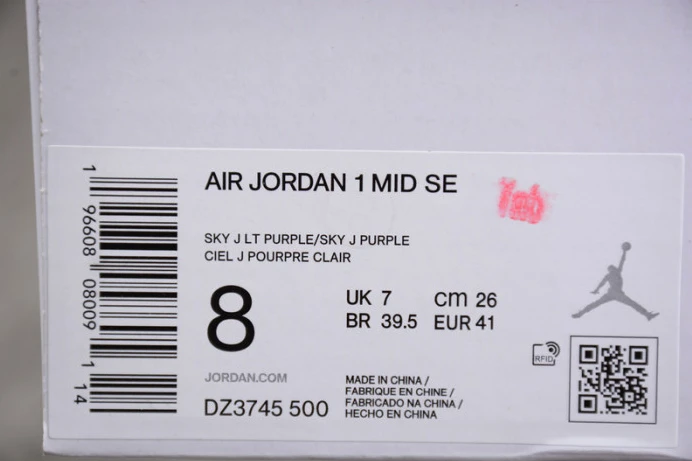 AIR JORDAN 1 MID SE
SKY J LT PURPLE/SKY J PURPLE
CIEL J POURPRE CLAIR
8
UK 7 cm 26
BR 39.5 EUR 41
RFID
JORDAN.COM
DZ3745 500
MADE IN CHINA /
FABRIQUE EN CHINE /
FABRICADO NA CHINA /
HECHO EN CHINA
1 96608 08009 1 14